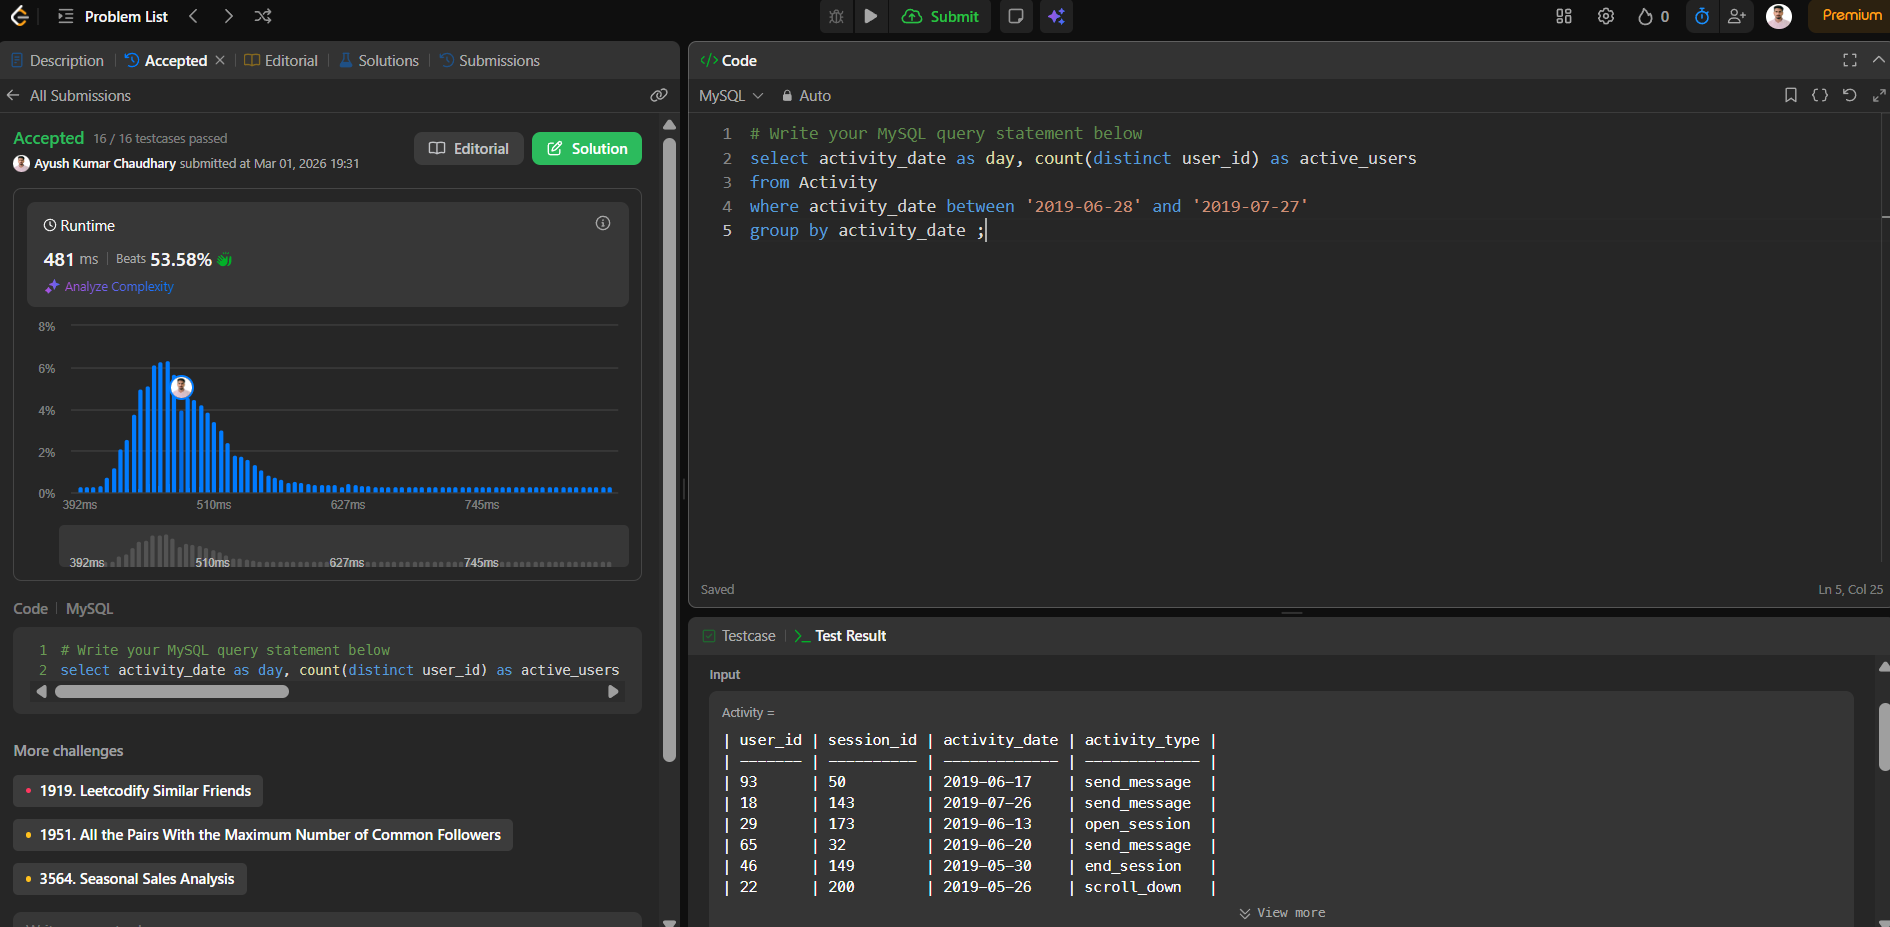 Problem List
Submit
0
Premium
Description
Accepted
Editorial
Solutions
Submissions
All Submissions
Accepted 16 / 16 testcases passed
Ayush Kumar Chaudhary submitted at Mar 01, 2026 19:31
Editorial
Solution
Runtime
481 ms | Beats 53.58%
Analyze Complexity
8%
6%
4%
2%
0%
392ms 510ms 627ms 745ms
392ms 510ms 627ms 745ms
Code | MySQL
1 # Write your MySQL query statement below
2 select activity_date as day, count(distinct user_id) as active_users
More challenges
1919. Leetcodify Similar Friends
1951. All the Pairs With the Maximum Number of Common Followers
3564. Seasonal Sales Analysis
</> Code
MySQL Auto
1 # Write your MySQL query statement below
2 select activity_date as day, count(distinct user_id) as active_users
3 from Activity
4 where activity_date between '2019-06-28' and '2019-07-27'
5 group by activity_date ;
Saved
Ln 5, Col 25
Testcase
Test Result
Input
Activity =
| user_id | session_id | activity_date | activity_type |
| ------- | ---------- | ------------- | ------------- |
| 93 | 50 | 2019-06-17 | send_message |
| 18 | 143 | 2019-07-26 | send_message |
| 29 | 173 | 2019-06-13 | open_session |
| 65 | 32 | 2019-06-20 | send_message |
| 46 | 149 | 2019-05-30 | end_session |
| 22 | 200 | 2019-05-26 | scroll_down |
View more